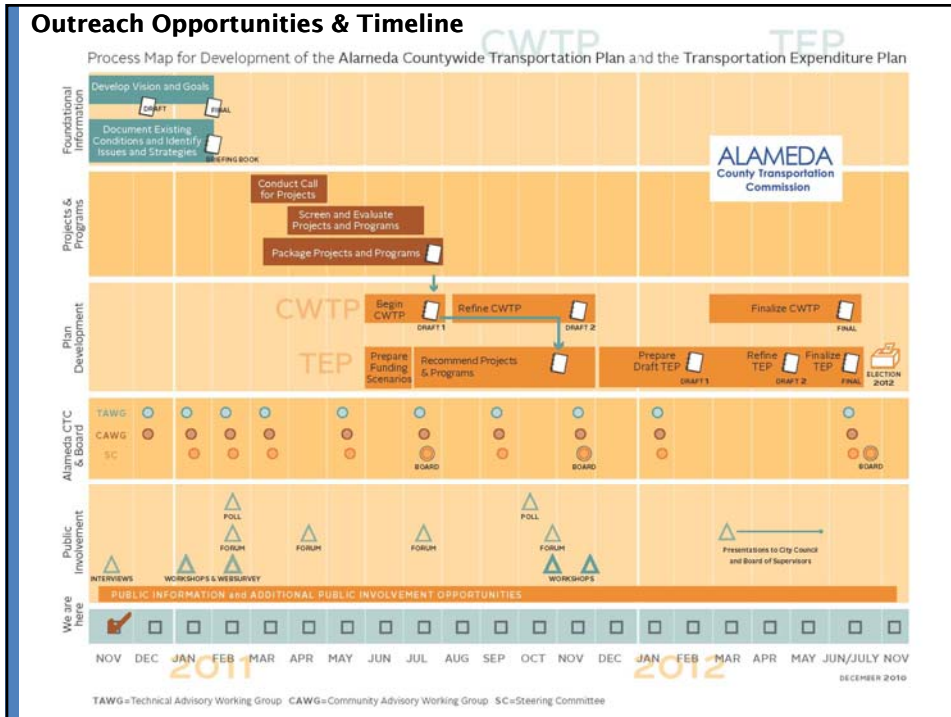 Outreach Opportunities & Timeline
CWTP TEP
Process Map for Development of the Alameda Countywide Transportation Plan and the Transportation Expenditure Plan
Foundational
Information
Develop Vision and Goals
DRAFT
FINAL
Document Existing
Conditions and Identify
Issues and Strategies
BRIEFING BOOK
ALAMEDA
County Transportation
Commission
Projects &
Programs
Conduct Call
for Projects
Screen and Evaluate
Projects and Programs
Package Projects and Programs
Plan
Development
CWTP
Begin
CWTP
DRAFT 1
Refine CWTP
DRAFT 2
Finalize CWTP
FINAL
TEP
Prepare
Funding
Scenarios
Recommend Projects
& Programs
Prepare
Draft TEP
DRAFT 1
Refine
TEP
DRAFT 2
Finalize
TEP
FINAL
ELECTION
2012
Alameda CTC
& Board
TAWG
CAWG
SC
BOARD
BOARD
BOARD
Public
Involvement
POLL
POLL
FORUM
FORUM
FORUM
FORUM
INTERVIEWS
WORKSHOPS & WEBSURVEY
WORKSHOPS
Presentations to City Council
and Board of Supervisors
PUBLIC INFORMATION and ADDITIONAL PUBLIC INVOLVEMENT OPPORTUNITIES
We are
here
NOV DEC JAN FEB MAR APR MAY JUN JUL AUG SEP OCT NOV DEC JAN FEB MAR APR MAY JUN/JULY NOV
2011 2012
DECEMBER 2010
TAWG=Technical Advisory Working Group CAWG=Community Advisory Working Group SC=Steering Committee